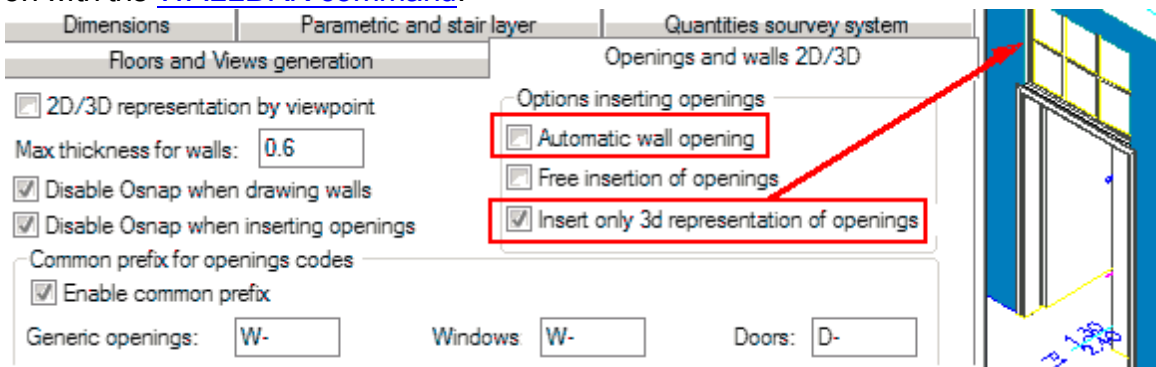 Dimensions Parametric and stair layer Quantities sourvey system
Floors and Views generation Openings and walls 2D/3D
2D/3D representation by viewpoint
Max thickness for walls: 0.6
Disable Osnap when drawing walls
Disable Osnap when inserting openings
Options inserting openings
Automatic wall opening
Free insertion of openings
Insert only 3d representation of openings
Common prefix for openings codes
Enable common prefix
Generic openings: W- Windows: W- Doors: D-